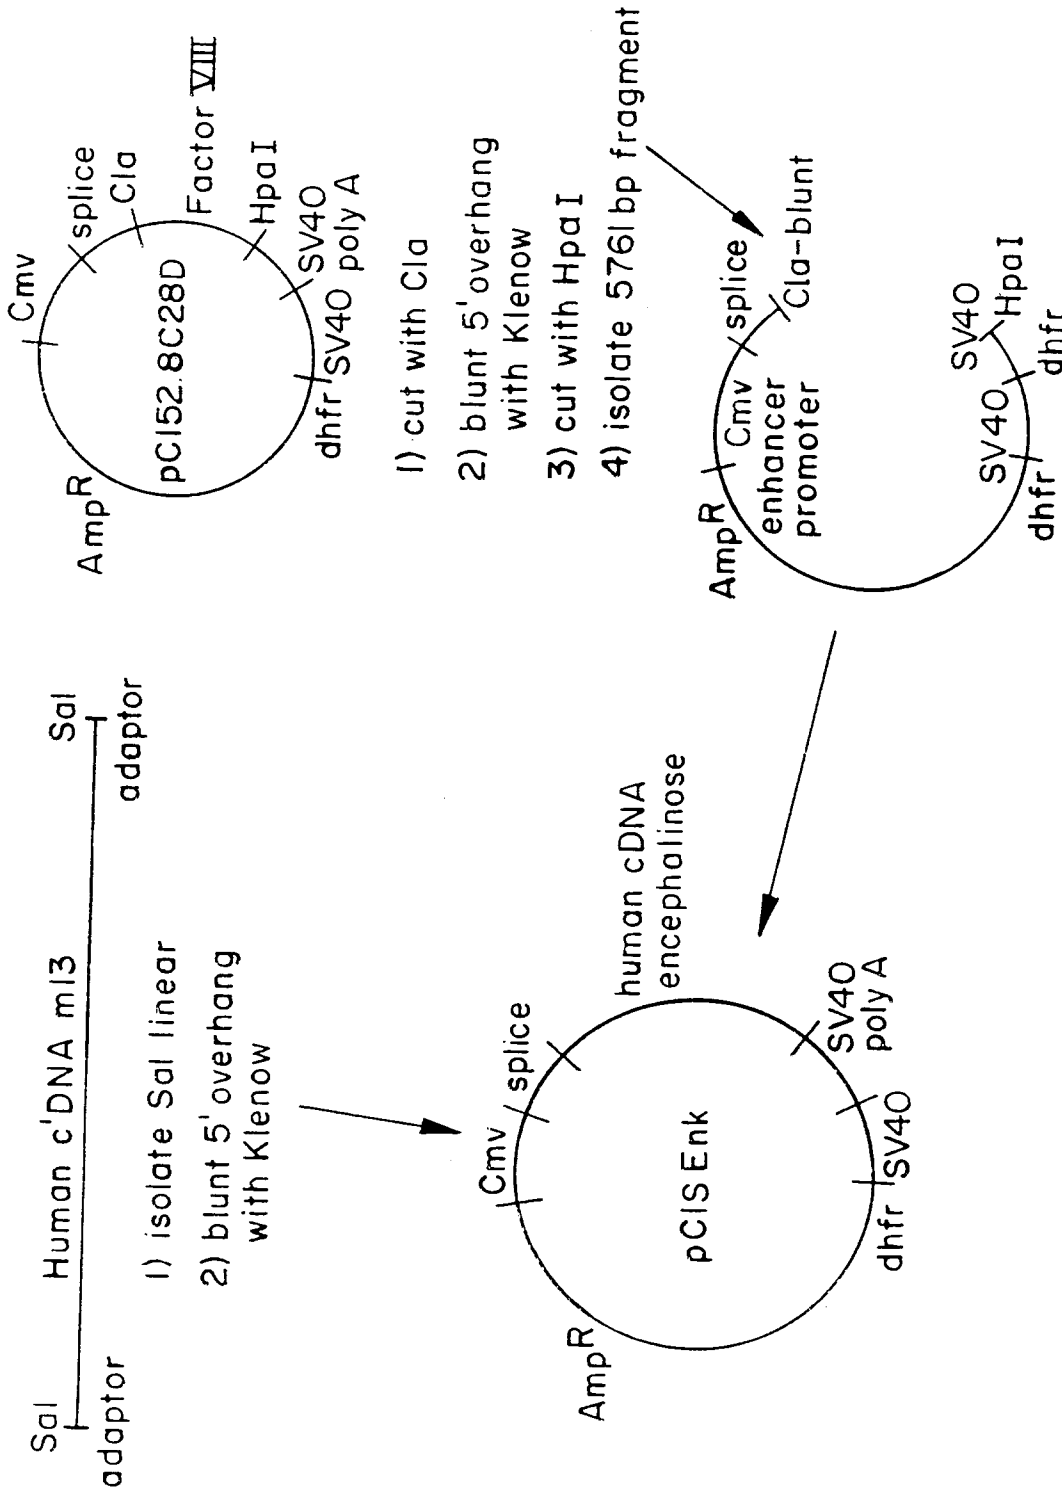 Sal
adaptor
Human c'DNA m13
Sal
adaptor
1) isolate Sal linear
2) blunt 5' overhang
with Klenow
Amp R
Cmv
splice
human cDNA
encephalinose
SV40
poly A
SV40
dhfr
pCIS Enk
Amp R
Cmv
splice
Cla
Factor VIII
HpaI
SV40
poly A
SV40
dhfr
pCI52.8C28D
1) cut with Cla
2) blunt 5' overhang
with Klenow
3) cut with HpaI
4) isolate 5761 bp fragment
Amp R
Cmv
enhancer
promoter
splice
Cla-blunt
SV40
HpaI
dhfr
SV40
dhfr